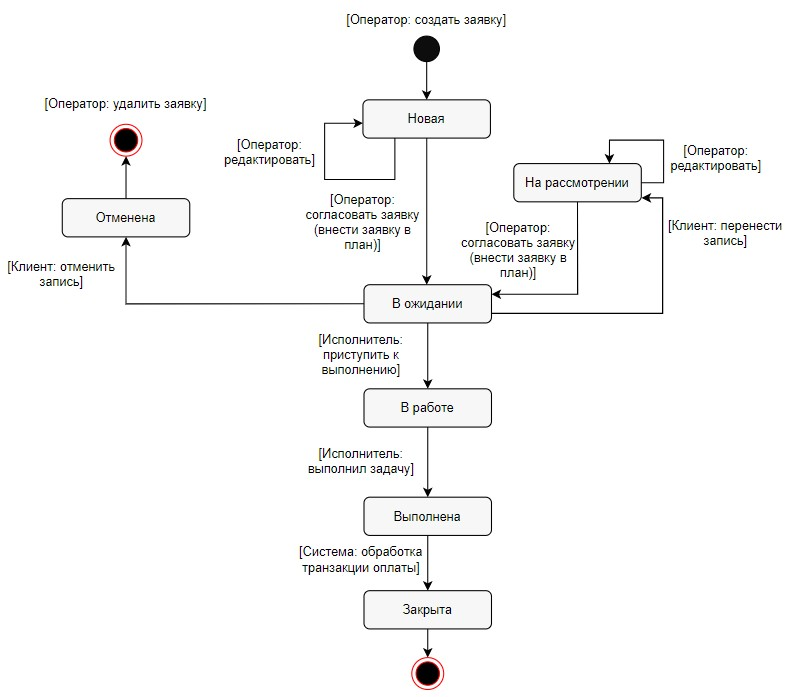 [Оператор: создать заявку]
[Оператор: удалить заявку]
Новая
[Оператор:
редактировать]
[Оператор:
редактировать]
На рассмотрении
Отменена
[Оператор:
согласовать заявку
(внести заявку в
план)]
[Оператор:
согласовать заявку
(внести заявку в
план)]
[Клиент: перенести
запись]
[Клиент: отменить
запись]
В ожидании
[Исполнитель:
приступить к
выполнению]
В работе
[Исполнитель:
выполнил задачу]
Выполнена
[Система: обработка
транзакции оплаты]
Закрыта